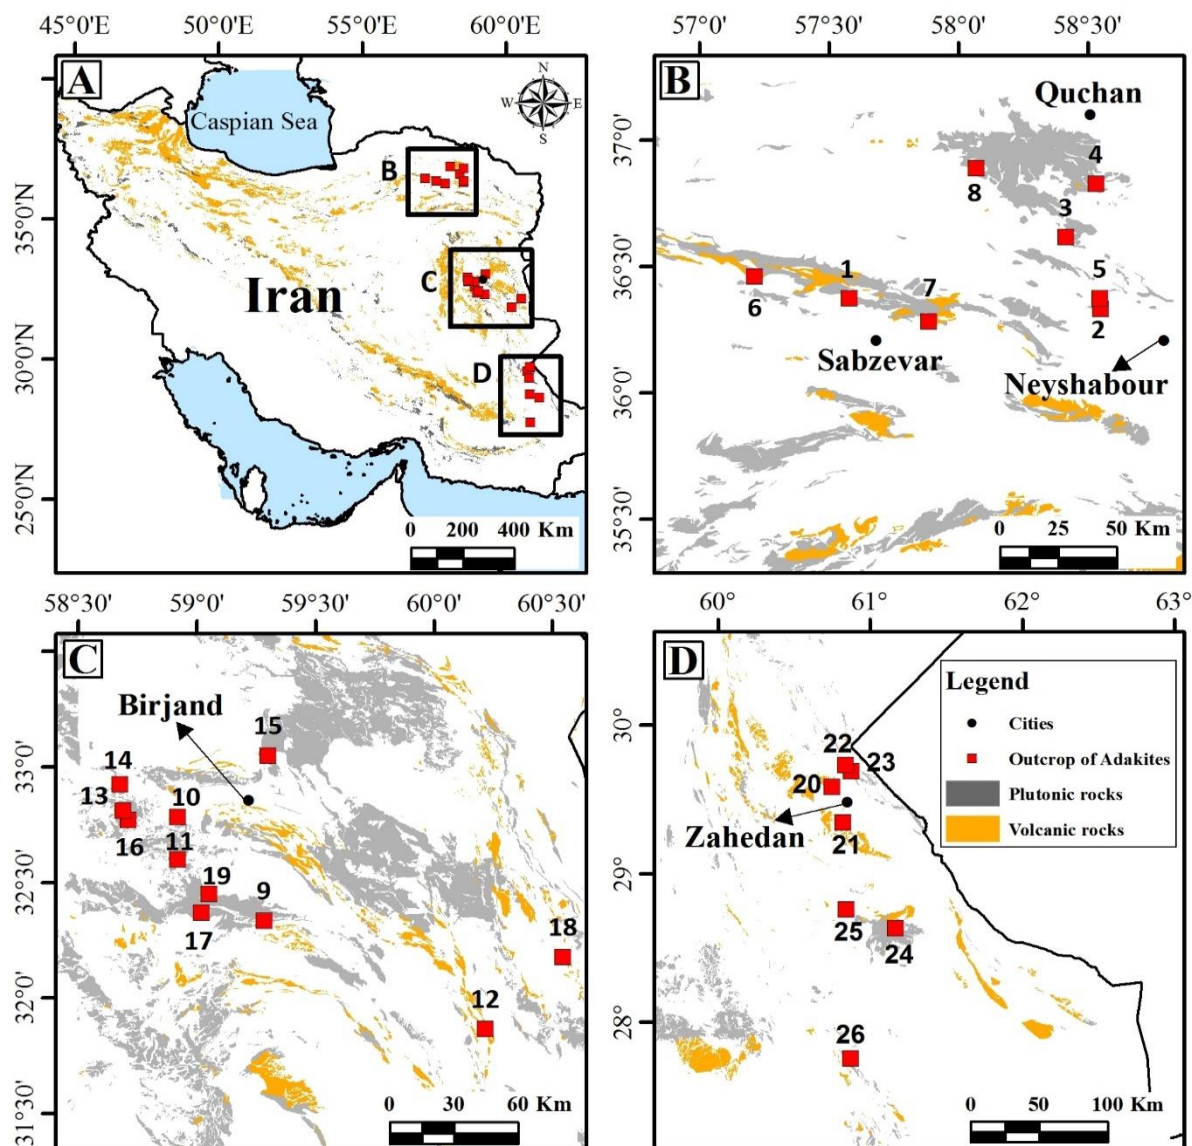 45°0'E 50°0'E 55°0'E 60°0'E
A
Caspian Sea
N
W E
S
B
C
D
Iran
35°0'N
30°0'N
25°0'N
0 200 400 Km
57°0' 57°30' 58°0' 58°30'
B
Quchan
4
8
3
5
1
7
6
2
Sabzevar
Neyshabour
37°0'
36°30'
36°0'
35°30'
0 25 50 Km
58°30' 59°0' 59°30' 60°0' 60°30'
C
Birjand
15
14
13
10
16
11
19
9
17
18
12
33°0'
32°30'
32°0'
31°30'
0 30 60 Km
60° 61° 62° 63°
D
Legend
Cities
Outcrop of Adakites
Plutonic rocks
Volcanic rocks
22
23
20
Zahedan
21
25
24
26
30°
29°
28°
0 50 100 Km